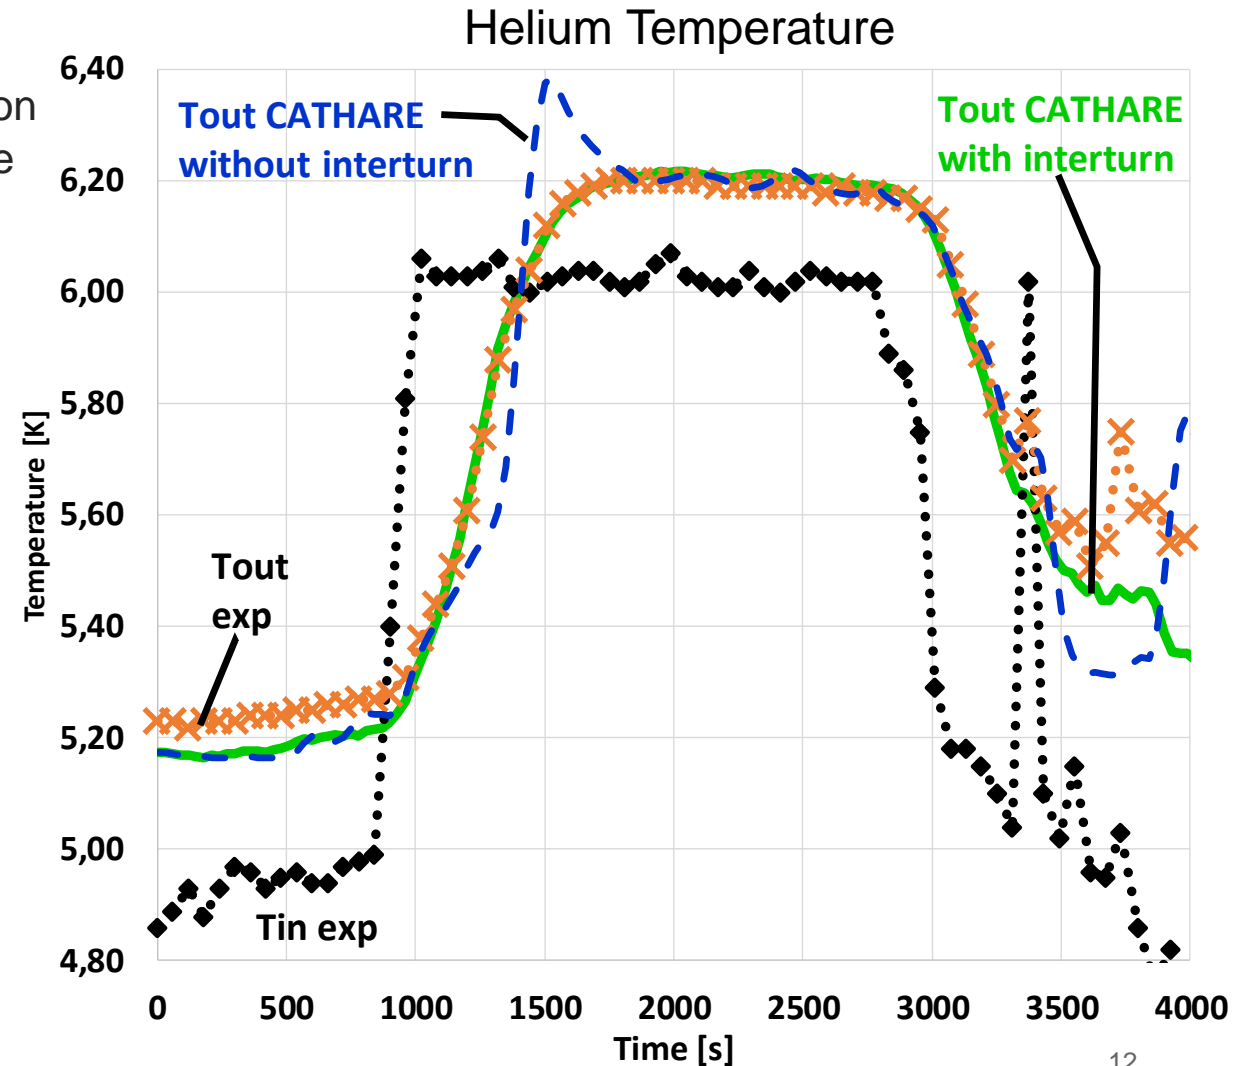 Helium Temperature
on
e
6,40
6,20
6,00
5,80
5,60
5,40
5,20
5,00
4,80
Temperature [K]
Tout CATHARE
without interturn
Tout CATHARE
with interturn
Tout
exp
Tin exp
0 500 1000 1500 2000 2500 3000 3500 4000
Time [s]
12